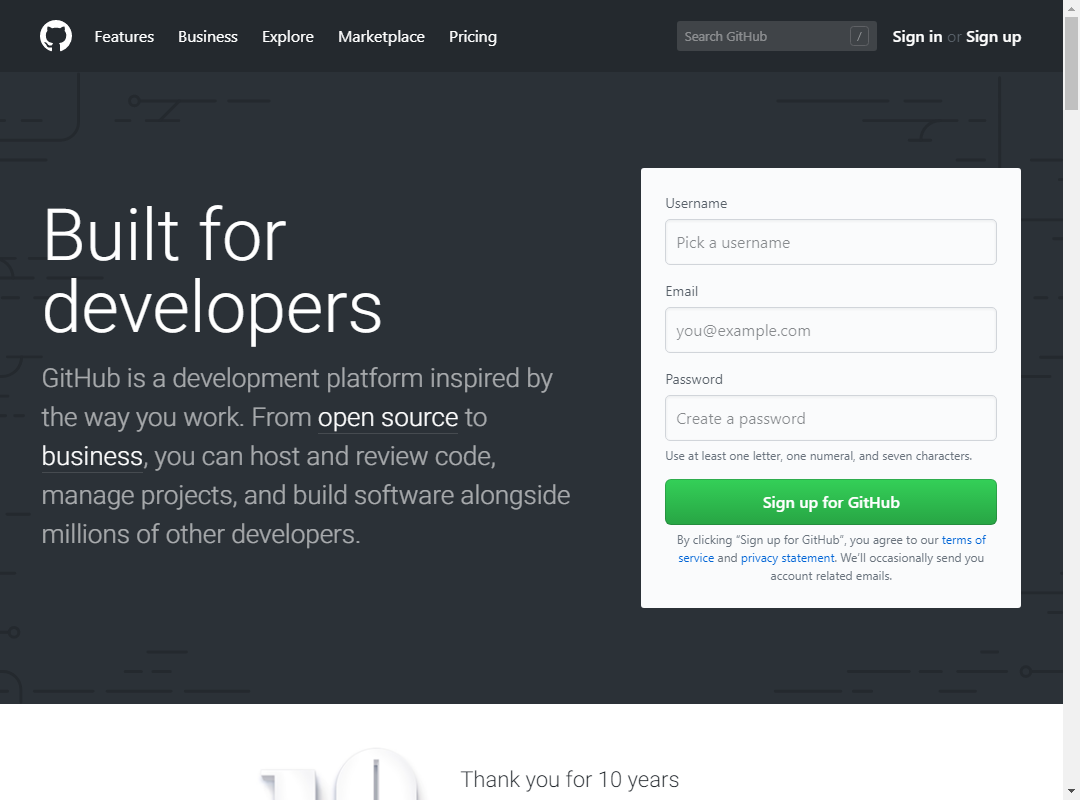 Features Business Explore Marketplace Pricing Search GitHub / Sign in or Sign up
Built for
developers
GitHub is a development platform inspired by
the way you work. From open source to
business, you can host and review code,
manage projects, and build software alongside
millions of other developers.
Username
Pick a username
Email
you@example.com
Password
Create a password
Use at least one letter, one numeral, and seven characters.
Sign up for GitHub
By clicking “Sign up for GitHub“, you agree to our terms of
service and privacy statement. We’ll occasionally send you
account related emails.
10
Thank you for 10 years